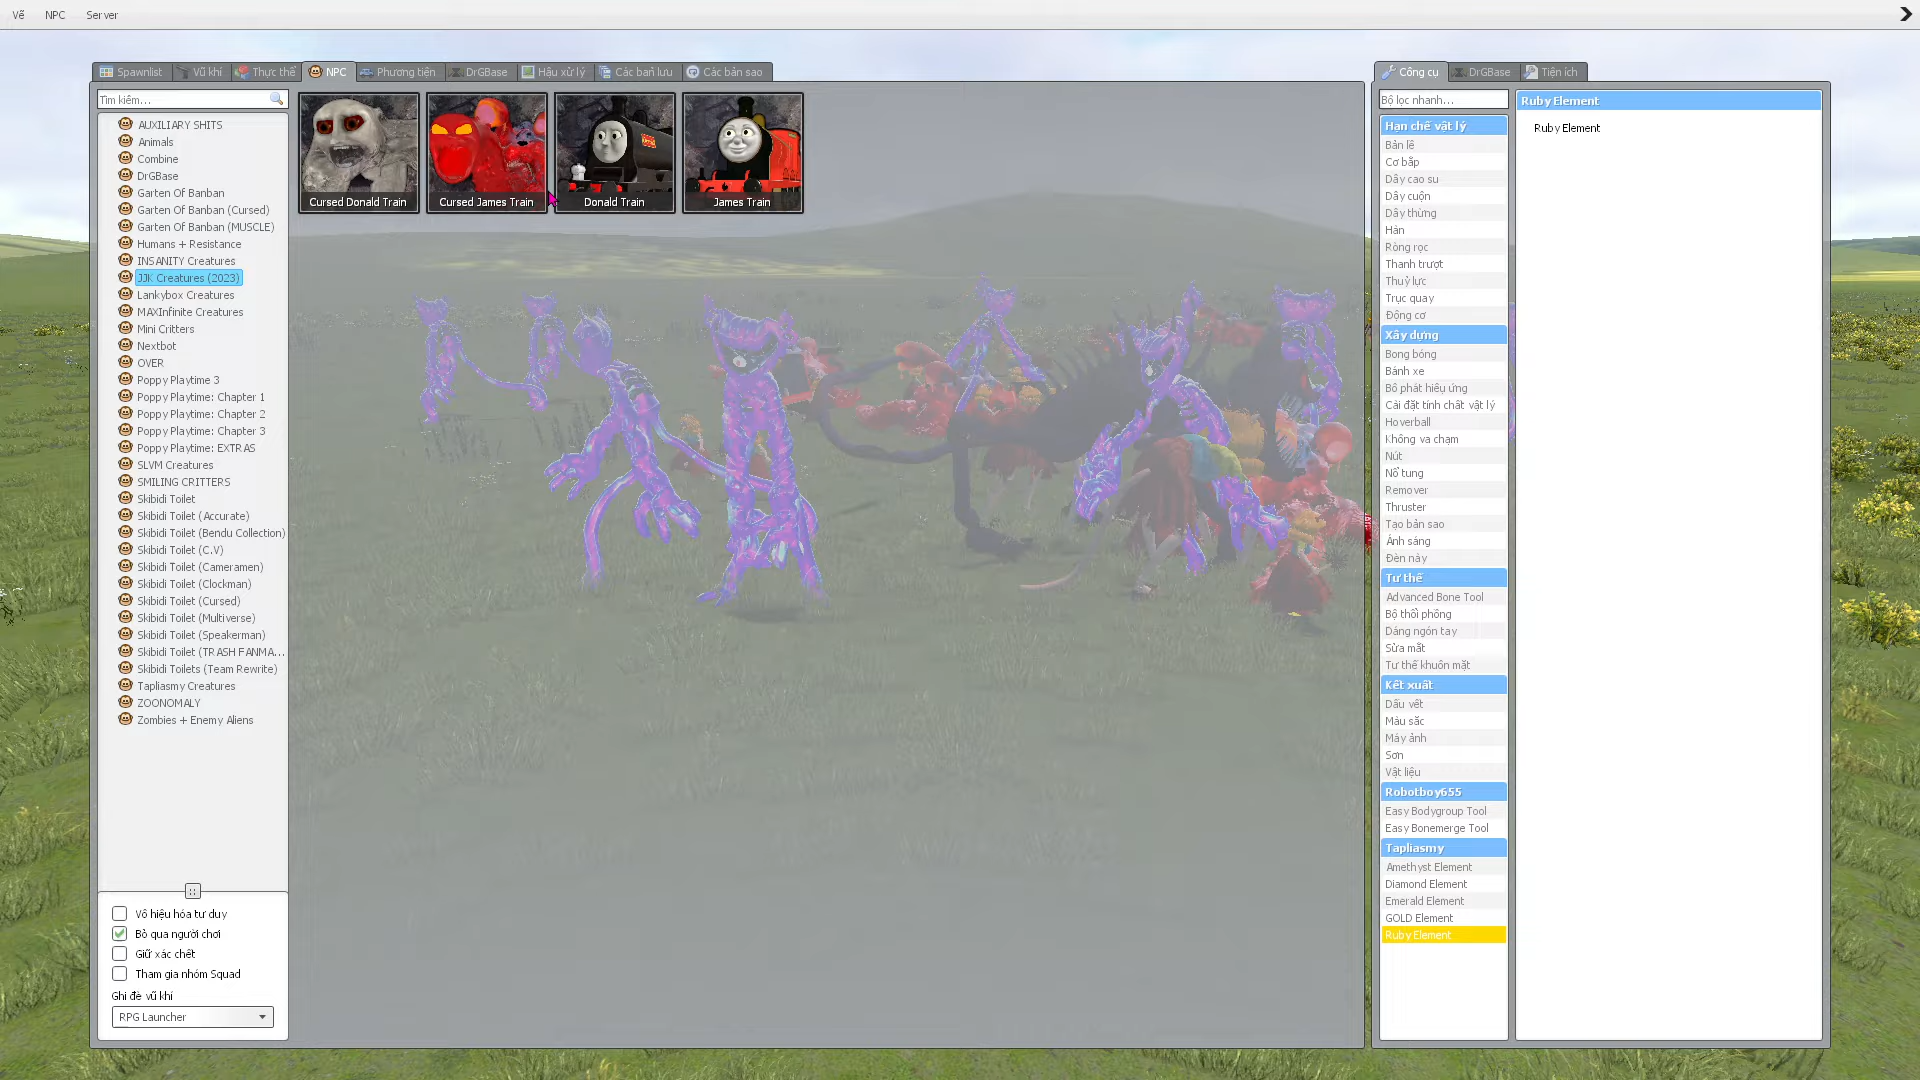 Vẽ NPC Server
Spawnlist Vũ khí Thực thể NPC Phương tiện DrGBase Hậu xử lý Các bản lưu Các bản sao
Tìm kiếm...
AUXILIARY SHITS
Animals
Combine
DrGBase
Garten Of Banban
Garten Of Banban (Cursed)
Garten Of Banban (MUSCLE)
Humans + Resistance
INSANITY Creatures
JJK Creatures (2023)
Lankybox Creatures
MAXInfinite Creatures
Mini Critters
Nextbot
OVER
Poppy Playtime 3
Poppy Playtime: Chapter 1
Poppy Playtime: Chapter 2
Poppy Playtime: Chapter 3
Poppy Playtime: EXTRAS
SLVM Creatures
SMILING CRITTERS
Skibidi Toilet
Skibidi Toilet (Accurate)
Skibidi Toilet (Bendu Collection)
Skibidi Toilet (C.V)
Skibidi Toilet (Cameramen)
Skibidi Toilet (Clockman)
Skibidi Toilet (Cursed)
Skibidi Toilet (Multiverse)
Skibidi Toilet (Speakerman)
Skibidi Toilet (TRASH FANMA...
Skibidi Toilets (Team Rewrite)
Tapliasmy Creatures
ZOONOMALY
Zombies + Enemy Aliens
Vô hiệu hóa tư duy
Bỏ qua người chơi
Giữ xác chết
Tham gia nhóm Squad
Ghi đè vũ khí
RPG Launcher
Cursed Donald Train
Cursed James Train
Donald Train
James Train
Công cụ DrGBase Tiện ích
Bộ lọc nhanh...
Hạn chế vật lý
Bản lề
Cơ bắp
Dây cao su
Dây cuộn
Dây thừng
Hàn
Ròng rọc
Thanh trượt
Thuỷ lực
Trục quay
Động cơ
Xây dựng
Bong bóng
Bánh xe
Bộ phát hiệu ứng
Cài đặt tính chất vật lý
Hoverball
Không va chạm
Nút
Nổ tung
Remover
Thruster
Tạo bản sao
Ánh sáng
Đèn này
Tư thế
Advanced Bone Tool
Bộ thổi phồng
Dáng ngón tay
Sửa mắt
Tư thế khuôn mặt
Kết xuất
Dấu vết
Màu sắc
Máy ảnh
Sơn
Vật liệu
Robotboy655
Easy Bodygroup Tool
Easy Bonemerge Tool
Tapliasmy
Amethyst Element
Diamond Element
Emerald Element
GOLD Element
Ruby Element
Ruby Element
Ruby Element